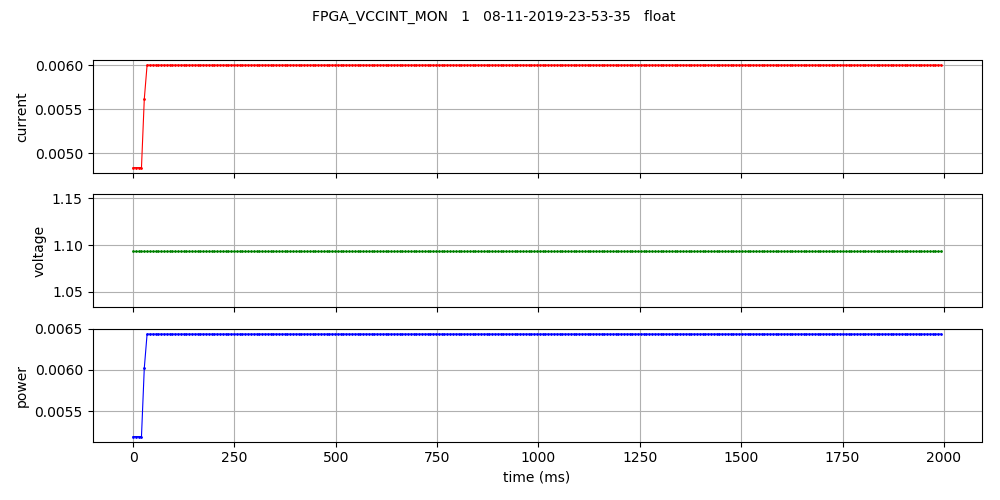 FPGA_VCCINT_MON 1 08-11-2019-23-53-35 float
0.0060
0.0055
0.0050
current
1.15
1.10
1.05
voltage
0.0065
0.0060
0.0055
power
0 250 500 750 1000 1250 1500 1750 2000
time (ms)